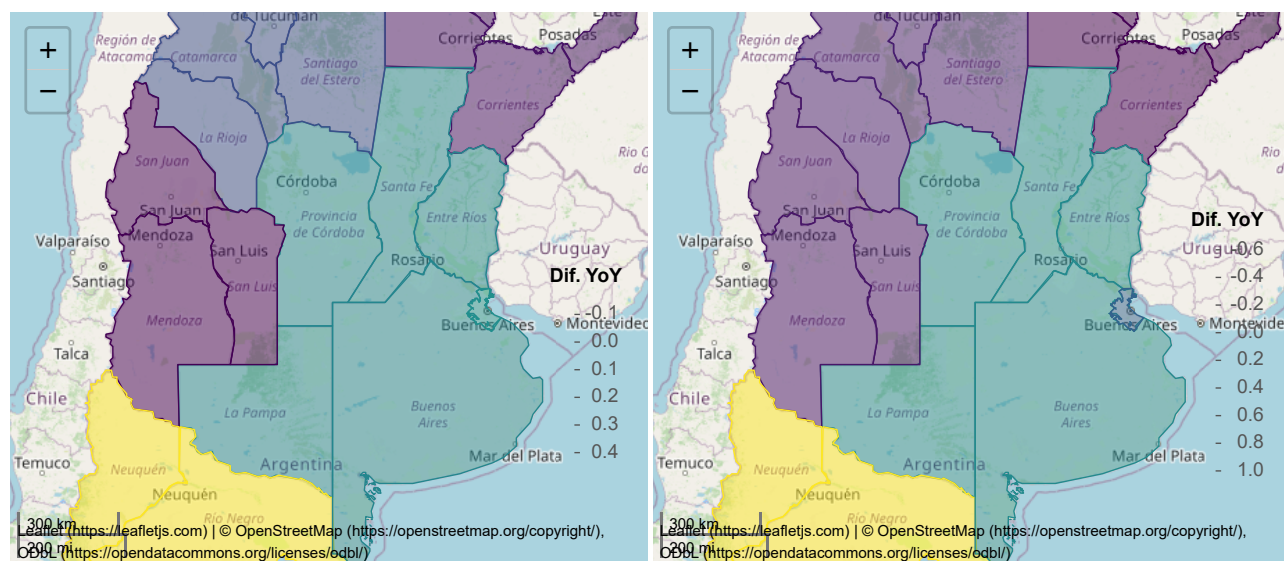 +
−
de Tucumán
Región de
Atacama
Catamarca
Santiago
del Estero
Corrientes
Posadas
Este
Corrientes
La Rioja
San Juan
San Juan
Córdoba
Santa Fe
Provincia
de Córdoba
Entre Ríos
Valparaíso
Mendoza
San Luis
Santiago
San Luis
Rosario
Uruguay
Dif. YoY
-0.1
- 0.0
- 0.1
- 0.2
- 0.3
- 0.4
Mendoza
Buenos Aires
Montevideo
Talca
Chile
La Pampa
Buenos
Aires
Temuco
Neuquén
Argentina
Mar del Plata
Neuquén
Río Negro
300 km
200 mi
Leaflet (https://leafletjs.com) | © OpenStreetMap (https://openstreetmap.org/copyright/),
ODbL (https://opendatacommons.org/licenses/odbl/)
+
−
de Tucumán
Región de
Atacama
Catamarca
Santiago
del Estero
Corrientes
Posadas
Este
Corrientes
La Rioja
San Juan
San Juan
Córdoba
Santa Fe
Provincia
de Córdoba
Entre Ríos
Rio
Valparaíso
Mendoza
San Luis
Santiago
San Luis
Rosario
Dif. YoY
Uruguay
- -0.6
- -0.4
- -0.2
0.0
- 0.2
- 0.4
- 0.6
- 0.8
- 1.0
Mendoza
Buenos Aires
Montevideo
Talca
Chile
La Pampa
Buenos
Aires
Temuco
Neuquén
Argentina
Mar del Plata
Neuquén
Río Negro
300 km
200 mi
Leaflet (https://leafletjs.com) | © OpenStreetMap (https://openstreetmap.org/copyright/),
ODbL (https://opendatacommons.org/licenses/odbl/)